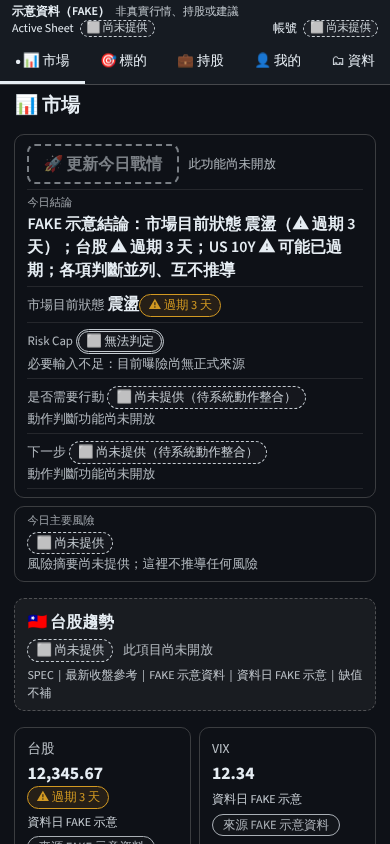 示意資料（FAKE） 非真實行情、持股或建議
Active Sheet ⬜ 尚未提供 帳號 ⬜ 尚未提供
📊 市場 🎯 標的 💼 持股 👤 我的 🗂 資料
📊 市場
🚀 更新今日戰情 此功能尚未開放
今日結論
FAKE 示意結論：市場目前狀態 震盪（⚠ 過期 3
天）；台股 ⚠ 過期 3 天；US 10Y ⚠ 可能已過
期；各項判斷並列、互不推導
市場目前狀態 震盪 ⚠ 過期 3 天
Risk Cap ⬜ 無法判定
必要輸入不足：目前曝險尚無正式來源
是否需要行動 ⬜ 尚未提供（待系統動作整合）
動作判斷功能尚未開放
下一步 ⬜ 尚未提供（待系統動作整合）
動作判斷功能尚未開放
今日主要風險
⬜ 尚未提供
風險摘要尚未提供；這裡不推導任何風險
🇹🇼 台股趨勢
⬜ 尚未提供 此項目尚未開放
SPEC｜最新收盤參考｜FAKE 示意資料｜資料日 FAKE 示意｜缺值
不補
台股
12,345.67
⚠ 過期 3 天
資料日 FAKE 示意
來源 FAKE 示意資料
VIX
12.34
資料日 FAKE 示意
來源 FAKE 示意資料